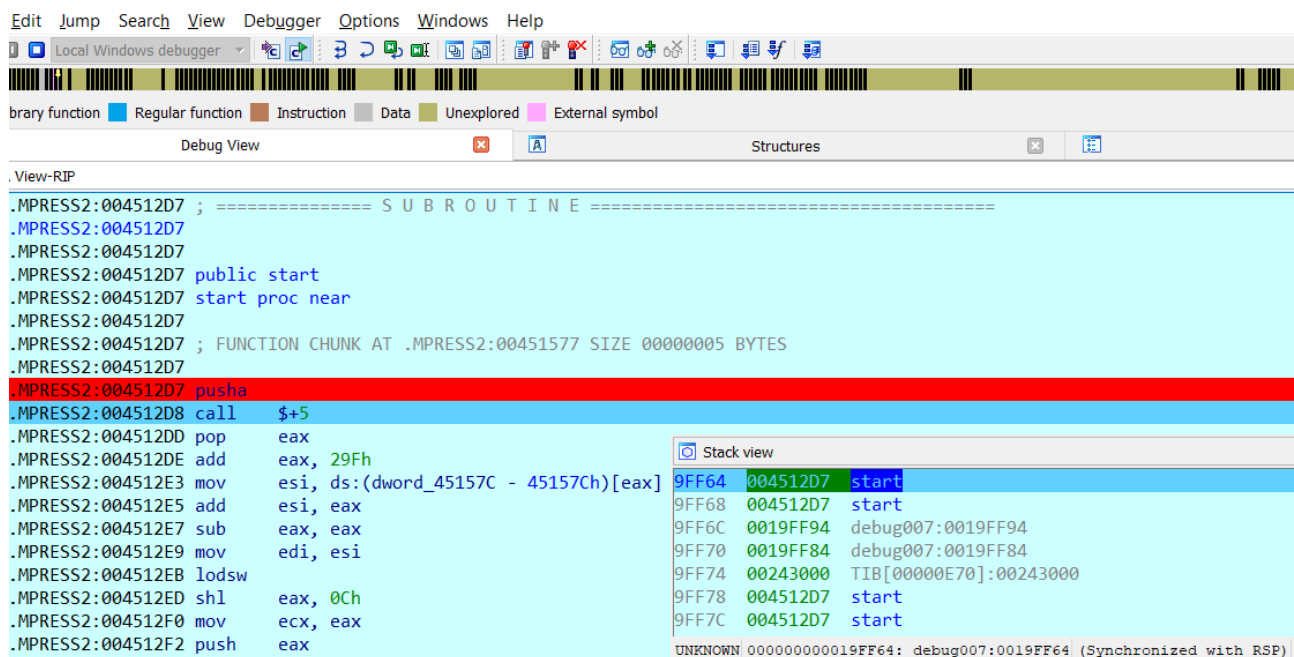 Edit Jump Search View Debugger Options Windows Help
Local Windows debugger
brary function Regular function Instruction Data Unexplored External symbol
Debug View Structures
. View-RIP
.MPRESS2:004512D7 ; =============== S U B R O U T I N E =======================================
.MPRESS2:004512D7
.MPRESS2:004512D7
.MPRESS2:004512D7 public start
.MPRESS2:004512D7 start proc near
.MPRESS2:004512D7
.MPRESS2:004512D7 ; FUNCTION CHUNK AT .MPRESS2:00451577 SIZE 00000005 BYTES
.MPRESS2:004512D7
.MPRESS2:004512D7 pusha
.MPRESS2:004512D8 call $+5
.MPRESS2:004512DD pop eax
.MPRESS2:004512DE add eax, 29Fh
.MPRESS2:004512E3 mov esi, ds:(dword_45157C - 45157Ch)[eax]
.MPRESS2:004512E5 add esi, eax
.MPRESS2:004512E7 sub eax, eax
.MPRESS2:004512E9 mov edi, esi
.MPRESS2:004512EB lodsw
.MPRESS2:004512ED shl eax, 0Ch
.MPRESS2:004512F0 mov ecx, eax
.MPRESS2:004512F2 push eax
Stack view
9FF64 004512D7 start
9FF68 004512D7 start
9FF6C 0019FF94 debug007:0019FF94
9FF70 0019FF84 debug007:0019FF84
9FF74 00243000 TIB[00000E70]:00243000
9FF78 004512D7 start
9FF7C 004512D7 start
UNKNOWN 000000000019FF64: debug007:0019FF64 (Synchronized with RSP)